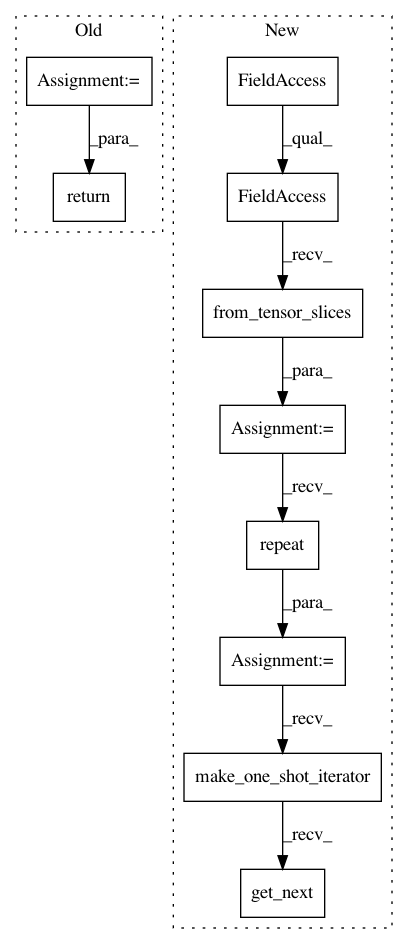 Old
Assignment:=
_para_
return
New
FieldAccess
_qual_
FieldAccess
_recv_
from_tensor_slices
_para_
Assignment:=
_recv_
repeat
_para_
Assignment:=
_recv_
make_one_shot_iterator
_recv_
get_next